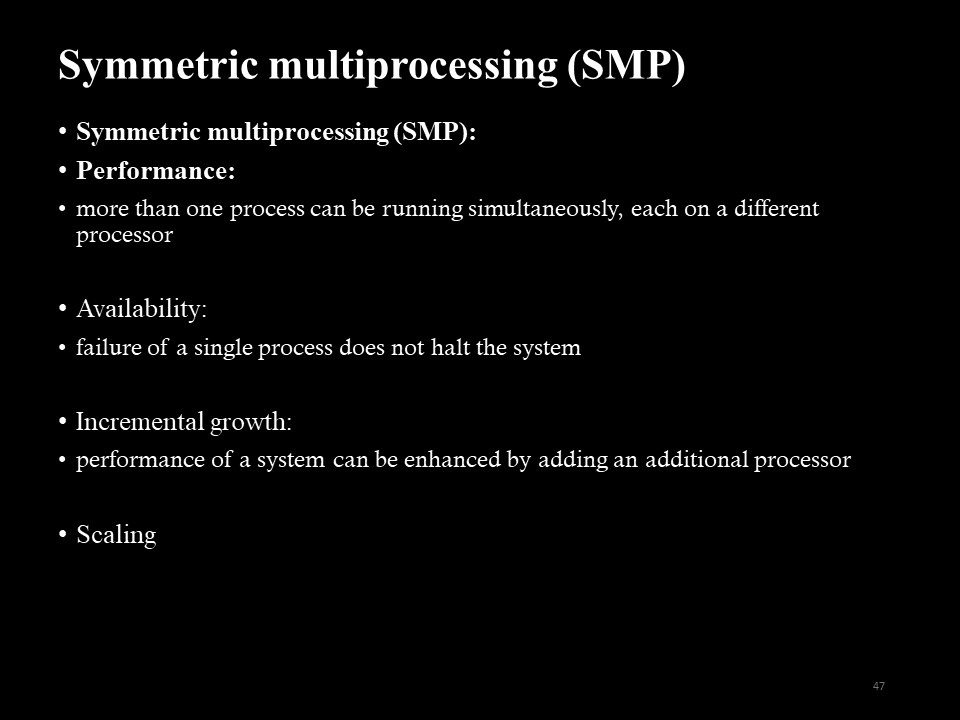 Symmetric multiprocessing (SMP)
• Symmetric multiprocessing (SMP):
• Performance:
• more than one process can be running simultaneously, each on a different
processor
• Availability:
• failure of a single process does not halt the system
• Incremental growth:
• performance of a system can be enhanced by adding an additional processor
• Scaling
47